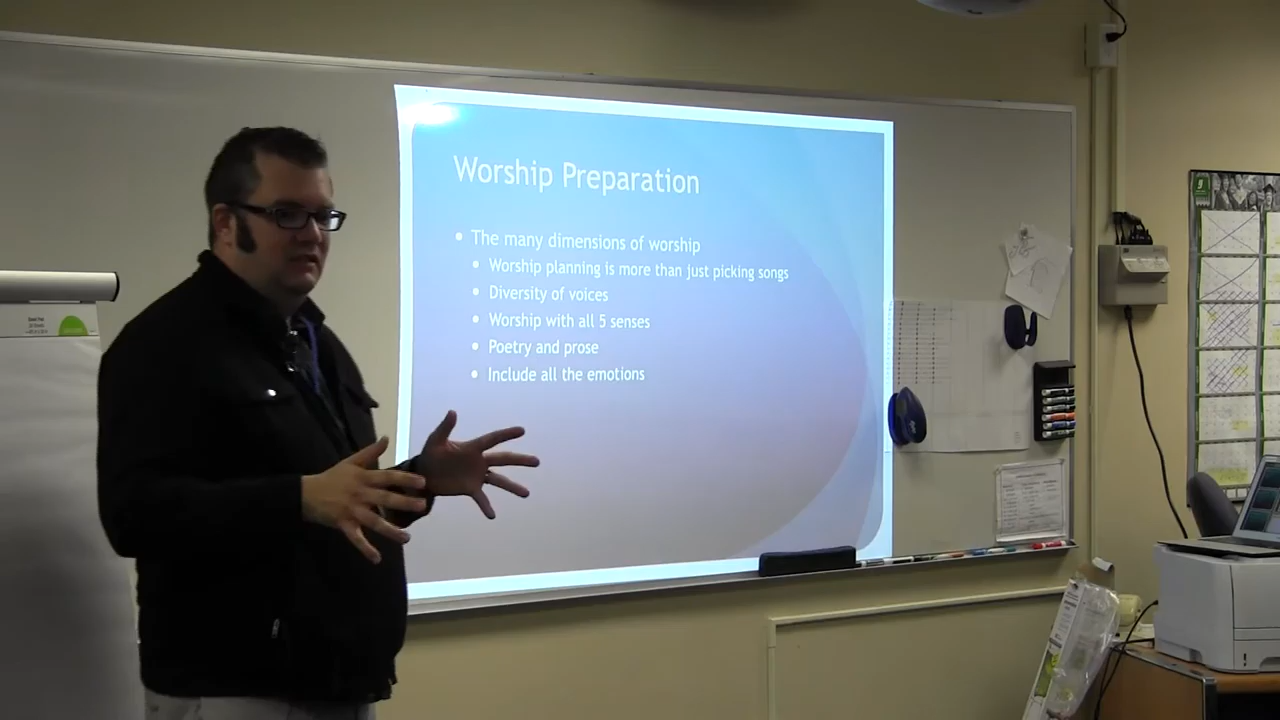 Worship Preparation
The many dimensions of worship
Worship planning is more than just picking songs
Diversity of voices
Worship with all 5 senses
Poetry and prose
Include all the emotions